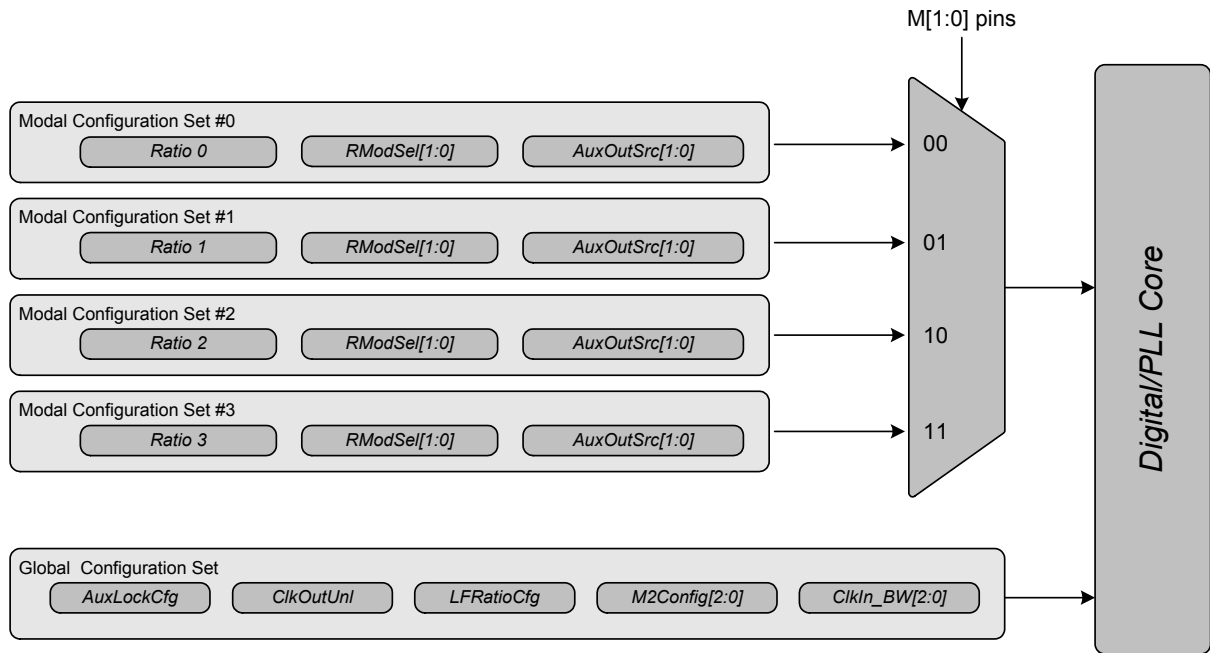 M[1:0] pins
Modal Configuration Set #0
Ratio 0 RModSel[1:0] AuxOutSrc[1:0]
00
Modal Configuration Set #1
Ratio 1 RModSel[1:0] AuxOutSrc[1:0]
01
Modal Configuration Set #2
Ratio 2 RModSel[1:0] AuxOutSrc[1:0]
10
Modal Configuration Set #3
Ratio 3 RModSel[1:0] AuxOutSrc[1:0]
11
Digital/PLL Core
Global Configuration Set
AuxLockCfg ClkOutUnl LFRatioCfg M2Config[2:0] ClkIn_BW[2:0]